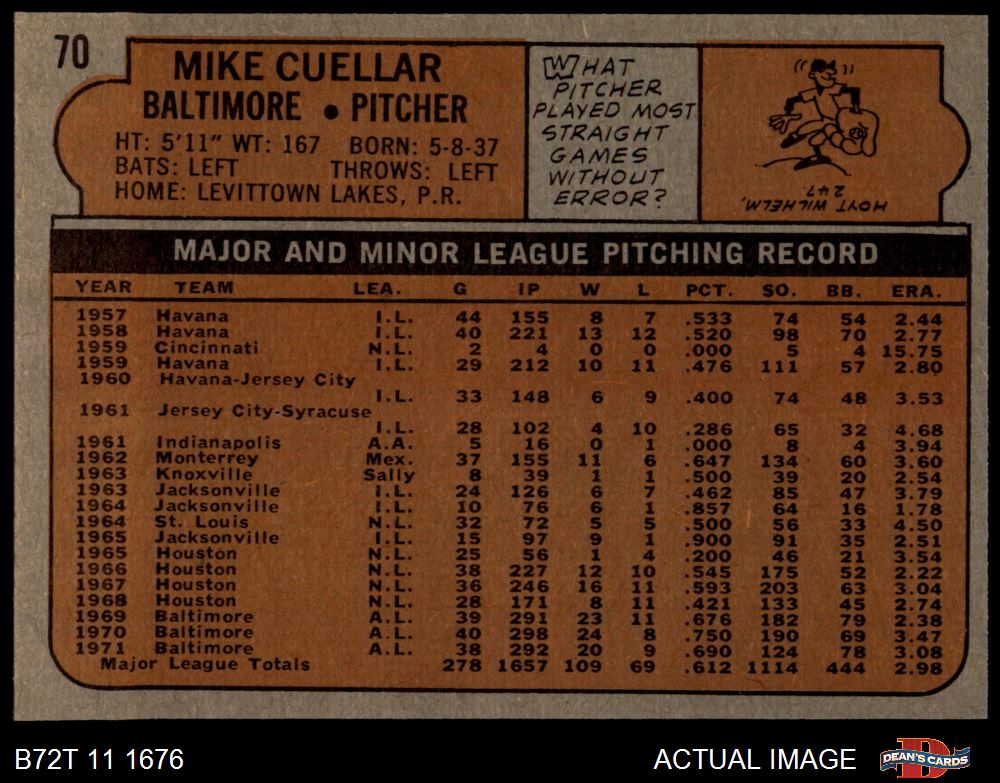 70
MIKE CUELLAR
BALTIMORE • PITCHER
HT: 5'11" WT: 167 BORN: 5-8-37
BATS: LEFT THROWS: LEFT
HOME: LEVITTOWN LAKES, P.R.
WHAT
PITCHER
PLAYED MOST
STRAIGHT
GAMES
WITHOUT
ERROR?
HOYT WILHELM,
247
MAJOR AND MINOR LEAGUE PITCHING RECORD
YEAR TEAM LEA. G IP W L PCT. SO. BB. ERA.
1957 Havana I.L. 44 155 8 7 .533 74 54 2.44
1958 Havana I.L. 40 221 13 12 .520 98 70 2.77
1959 Cincinnati N.L. 2 4 0 0 .000 5 4 15.75
1959 Havana I.L. 29 212 10 11 .476 111 57 2.80
1960 Havana-Jersey City
I.L. 33 148 6 9 .400 74 48 3.53
1961 Jersey City-Syracuse
I.L. 28 102 4 10 .286 65 32 4.68
1961 Indianapolis A.A. 5 16 0 1 .000 8 4 3.94
1962 Monterrey Mex. 37 155 11 6 .647 134 60 3.60
1963 Knoxville Sally 8 39 1 1 .500 39 20 2.54
1963 Jacksonville I.L. 24 126 6 7 .462 85 47 3.79
1964 Jacksonville I.L. 10 76 6 1 .857 64 16 1.78
1964 St. Louis N.L. 32 72 5 5 .500 56 33 4.50
1965 Jacksonville I.L. 15 97 9 1 .900 91 35 2.51
1965 Houston N.L. 25 56 1 4 .200 46 21 3.54
1966 Houston N.L. 38 227 12 10 .545 175 52 2.22
1967 Houston N.L. 36 246 16 11 .593 203 63 3.04
1968 Houston N.L. 28 171 8 11 .421 133 45 2.74
1969 Baltimore A.L. 39 291 23 11 .676 182 79 2.38
1970 Baltimore A.L. 40 298 24 8 .750 190 69 3.47
1971 Baltimore A.L. 38 292 20 9 .690 124 78 3.08
Major League Totals 278 1657 109 69 .612 1114 444 2.98
B72T 11 1676
ACTUAL IMAGE
DEAN'S CARDS